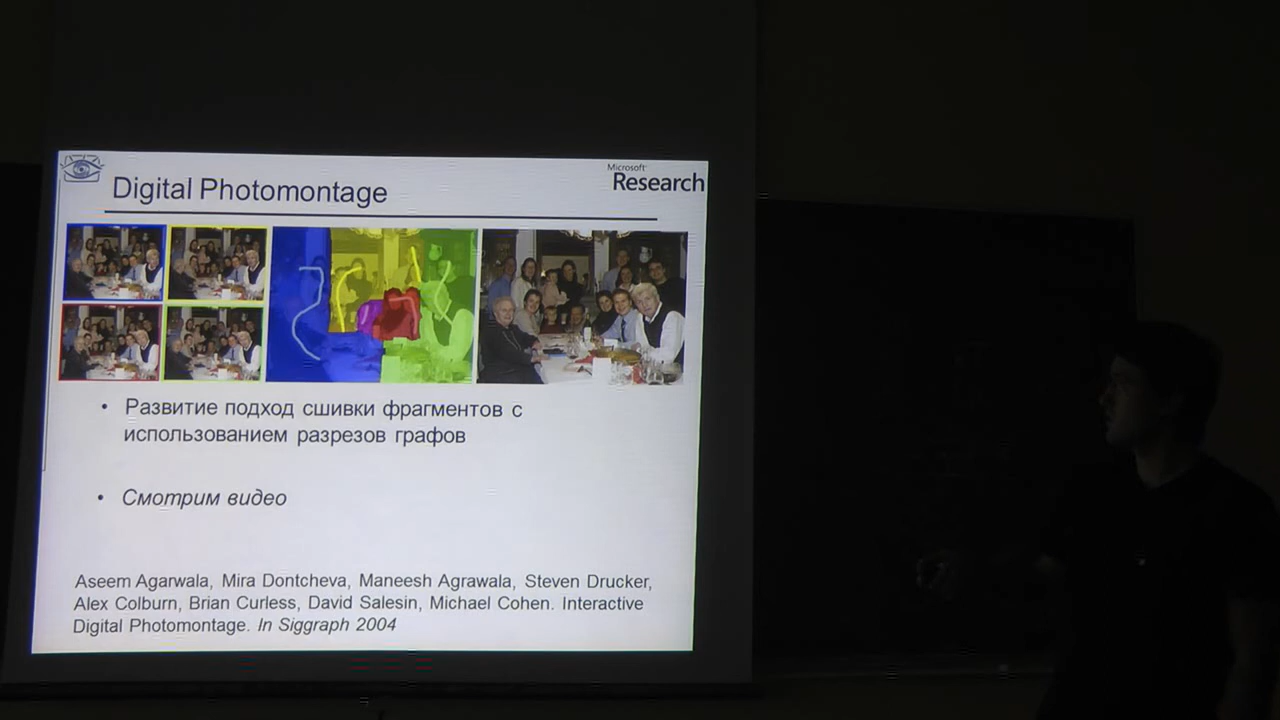 Digital Photomontage
Microsoft
Research
• Развитие подход сшивки фрагментов с
использованием разрезов графов
• Смотрим видео
Aseem Agarwala, Mira Dontcheva, Maneesh Agrawala, Steven Drucker,
Alex Colburn, Brian Curless, David Salesin, Michael Cohen. Interactive
Digital Photomontage. In Siggraph 2004